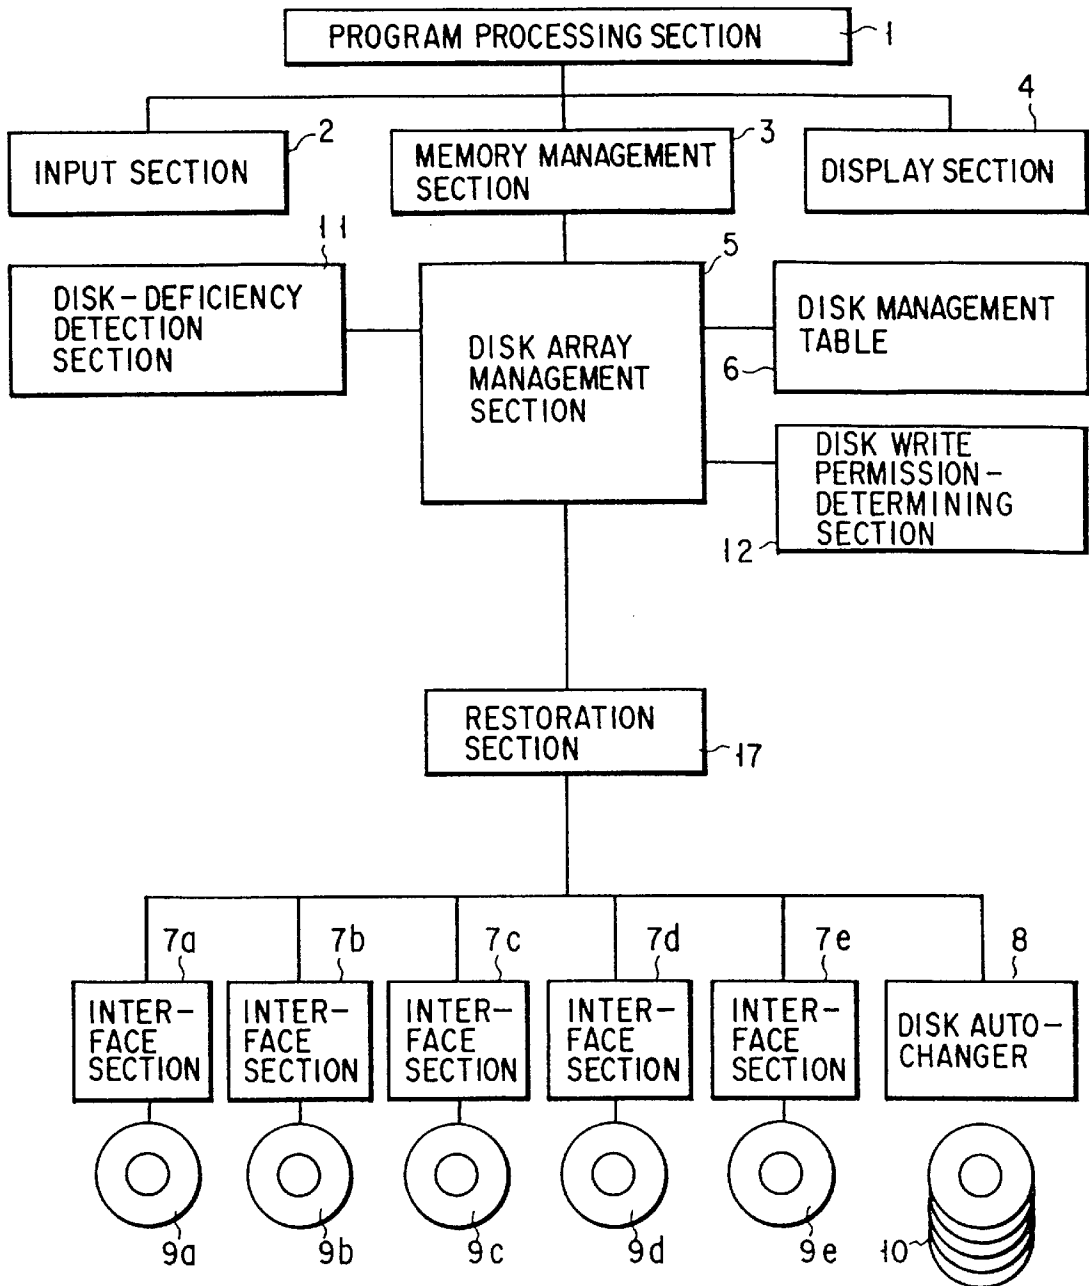 PROGRAM PROCESSING SECTION
1
INPUT SECTION
2
MEMORY MANAGEMENT
SECTION
3
DISPLAY SECTION
4
11
DISK-DEFICIENCY
DETECTION
SECTION
5
DISK ARRAY
MANAGEMENT
SECTION
DISK MANAGEMENT
TABLE
6
DISK WRITE
PERMISSION-
DETERMINING
SECTION
12
RESTORATION
SECTION
17
7a
INTER-
FACE
SECTION
7b
INTER-
FACE
SECTION
7c
INTER-
FACE
SECTION
7d
INTER-
FACE
SECTION
7e
INTER-
FACE
SECTION
8
DISK AUTO-
CHANGER
9a
9b
9c
9d
9e
10